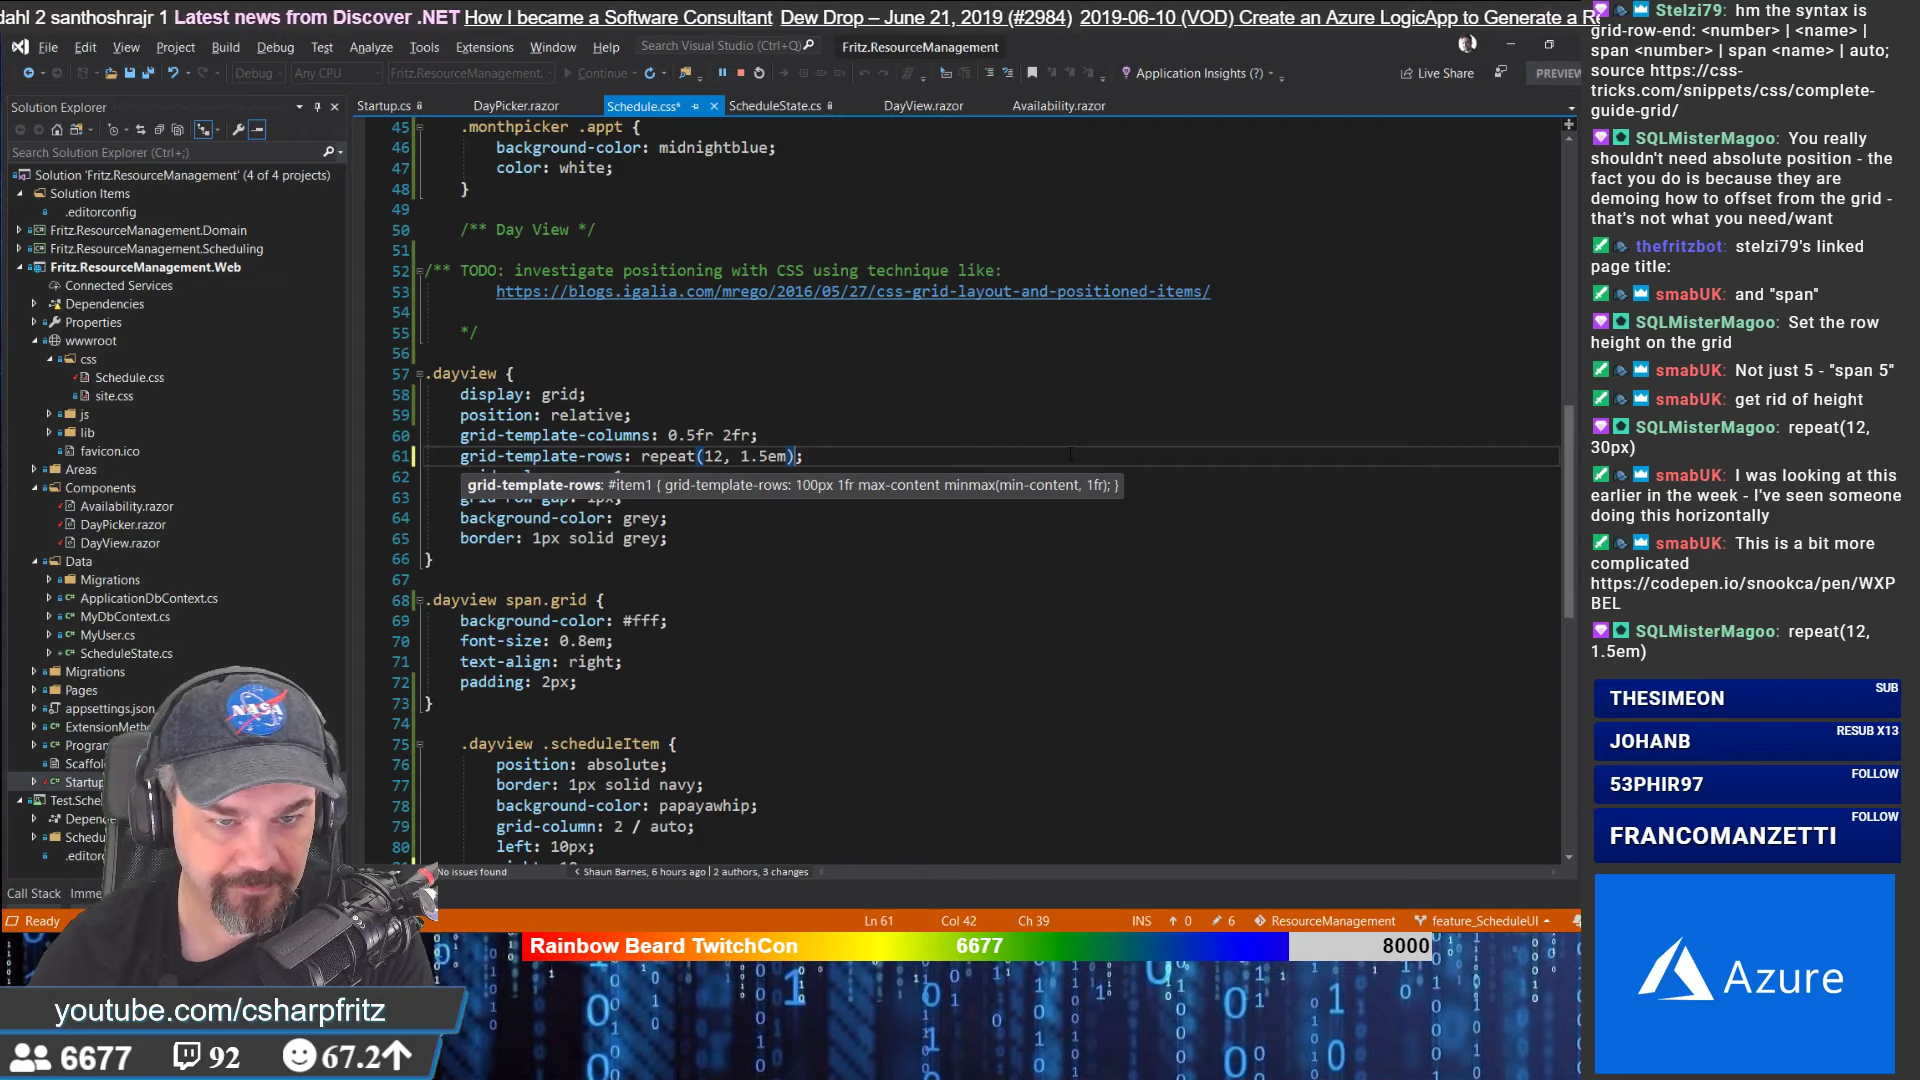 dahl 2 santhoshrajr 1 Latest news from Discover .NET How I became a Software Consultant Dew Drop – June 21, 2019 (#2984) 2019-06-10 (VOD) Create an Azure LogicApp to Generate a R
File Edit View Project Build Debug Test Analyze Tools Extensions Window Help Search Visual Studio (Ctrl+Q) Fritz.ResourceManagement
Debug Any CPU Fritz.ResourceManagement. Continue Application Insights (?) Live Share PREVIEW
Solution Explorer
Search Solution Explorer (Ctrl+;)
Solution 'Fritz.ResourceManagement' (4 of 4 projects)
Solution Items
.editorconfig
Fritz.ResourceManagement.Domain
Fritz.ResourceManagement.Scheduling
Fritz.ResourceManagement.Web
Connected Services
Dependencies
Properties
wwwroot
css
Schedule.css
site.css
js
lib
favicon.ico
Areas
Components
Availability.razor
DayPicker.razor
DayView.razor
Data
Migrations
ApplicationDbContext.cs
MyDbContext.cs
MyUser.cs
ScheduleState.cs
Migrations
Pages
appsettings.json
ExtensionMeth
Progra
Scaffol
Startup
Test.Sche
Depend
Schedu
.editorc
Call Stack Imme
Startup.cs DayPicker.razor Schedule.css* ScheduleState.cs DayView.razor Availability.razor
45 .monthpicker .appt {
46 background-color: midnightblue;
47 color: white;
48 }
49
50 /** Day View */
51
52 /** TODO: investigate positioning with CSS using technique like:
53 https://blogs.igalia.com/mrego/2016/05/27/css-grid-layout-and-positioned-items/
54
55 */
56
57 .dayview {
58 display: grid;
59 position: relative;
60 grid-template-columns: 0.5fr 2fr;
61 grid-template-rows: repeat(12, 1.5em);
62
grid-template-rows: #item1 { grid-template-rows: 100px 1fr max-content minmax(min-content, 1fr); }
63 grid-row-gap: 1px;
64 background-color: grey;
65 border: 1px solid grey;
66 }
67
68 .dayview span.grid {
69 background-color: #fff;
70 font-size: 0.8em;
71 text-align: right;
72 padding: 2px;
73 }
74
75 .dayview .scheduleItem {
76 position: absolute;
77 border: 1px solid navy;
78 background-color: papayawhip;
79 grid-column: 2 / auto;
80 left: 10px;
No issues found < Shaun Barnes, 6 hours ago | 2 authors, 3 changes
Ready Ln 61 Col 42 Ch 39 INS 0 6 ResourceManagement feature_ScheduleUI
Rainbow Beard TwitchCon 6677 8000
youtube.com/csharpfritz
6677 92 67.2
NASA
Stelzi79: hm the syntax is
grid-row-end: <number> | <name> |
span <number> | span <name> | auto;
source https://css-
tricks.com/snippets/css/complete-
guide-grid/
SQLMisterMagoo: You really
shouldn't need absolute position - the
fact you do is because they are
demoing how to offset from the grid -
that's not what you need/want
thefritzbot: stelzi79's linked
page title:
smabUK: and "span"
SQLMisterMagoo: Set the row
height on the grid
smabUK: Not just 5 - "span 5"
smabUK: get rid of height
SQLMisterMagoo: repeat(12,
30px)
smabUK: I was looking at this
earlier in the week - I've seen someone
doing this horizontally
smabUK: This is a bit more
complicated
https://codepen.io/snookca/pen/WXP
BEL
SQLMisterMagoo: repeat(12,
1.5em)
THESIMEON SUB
JOHANB RESUB X13
53PHIR97 FOLLOW
FRANCOMANZETTI FOLLOW
Azure